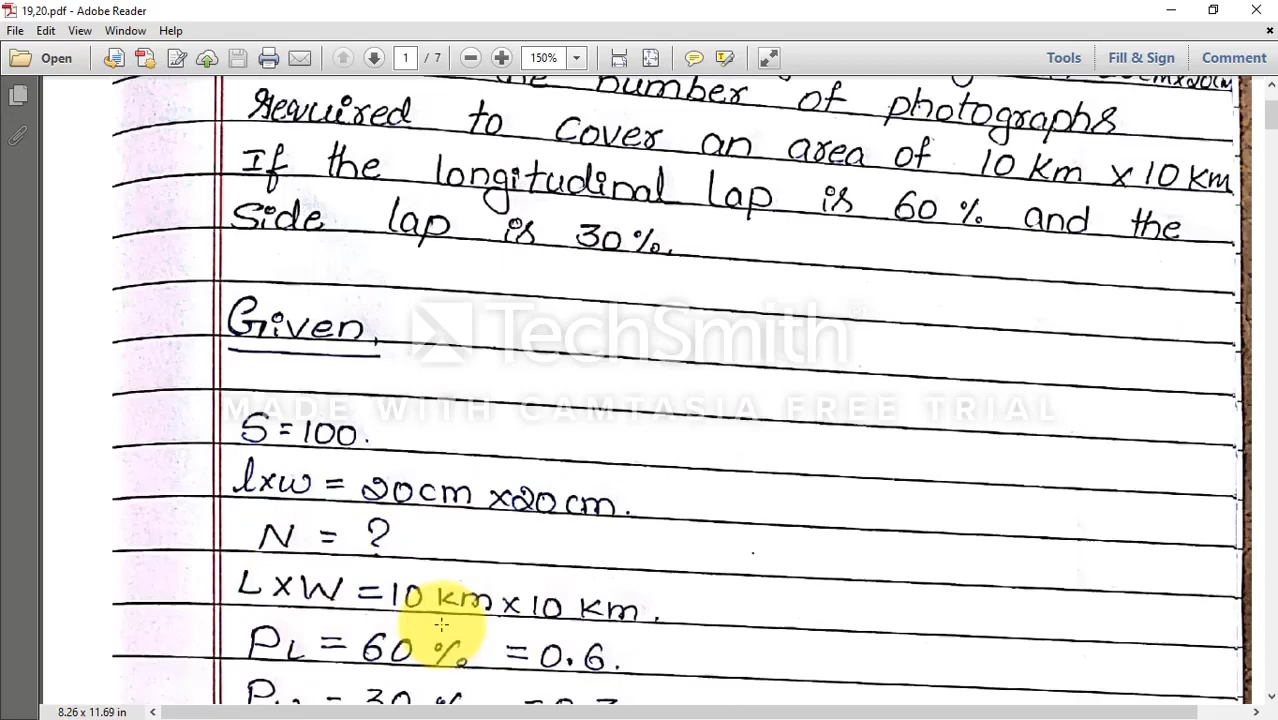 19,20.pdf - Adobe Reader
File Edit View Window Help
Open 1 / 7 150% Tools Fill & Sign Comment
number of photographs
required to cover an area of 10 Km x 10 Km
If the longitudinal lap is 60 % and the
side lap is 30%.
Given,
TechSmith
MADE WITH CAMTASIA FREE TRIAL
S = 100.
l x w = 20 cm x 20 cm.
N = ?
L x W = 10 km x 10 Km.
PL = 60 % = 0.6.
8.26 x 11.69 in